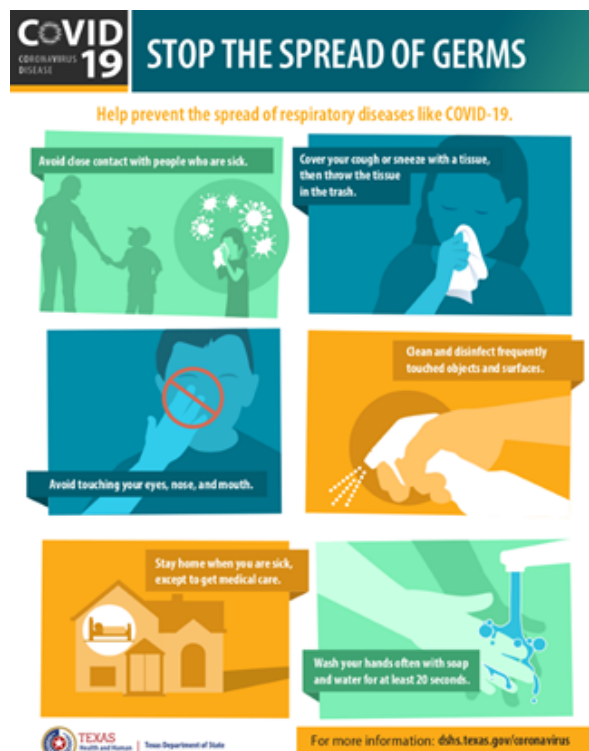 COVID
CORONAVIRUS
DISEASE
19
STOP THE SPREAD OF GERMS
Help prevent the spread of respiratory diseases like COVID-19.
Avoid close contact with people who are sick.
Cover your cough or sneeze with a tissue,
then throw the tissue
in the trash.
Avoid touching your eyes, nose, and mouth.
Clean and disinfect frequently
touched objects and surfaces.
Stay home when you are sick,
except to get medical care.
Wash your hands often with soap
and water for at least 20 seconds.
TEXAS
Health and Human
Texas Department of State
For more information: dshs.texas.gov/coronavirus